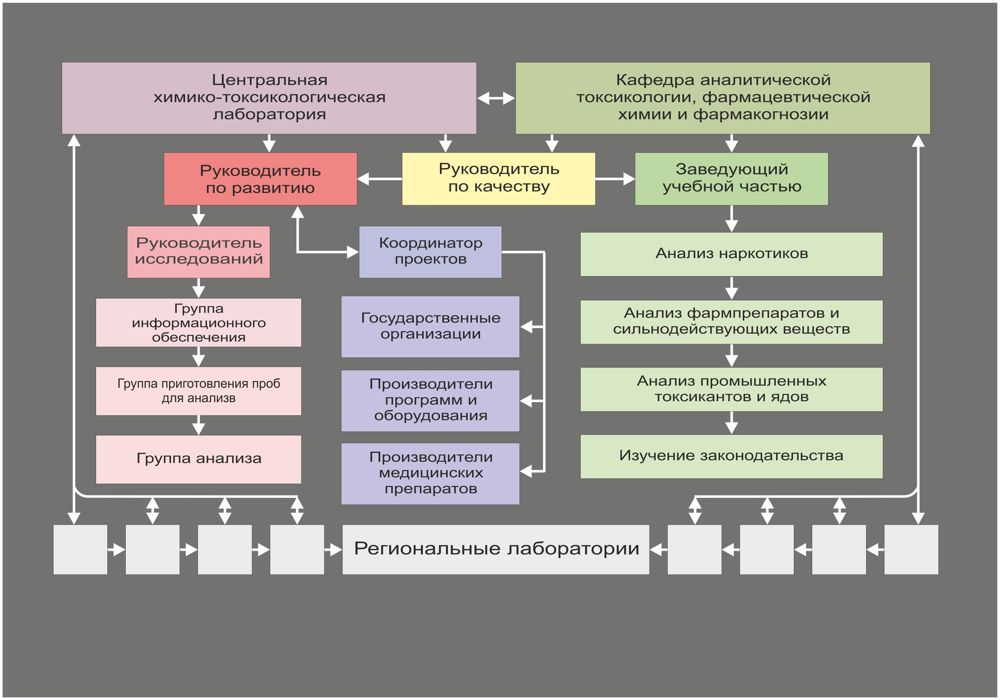 Центральная
химико-токсикологическая
лаборатория
Кафедра аналитической
токсикологии, фармацевтической
химии и фармакогнозии
Руководитель
по развитию
Руководитель
по качеству
Заведующий
учебной частью
Руководитель
исследований
Координатор
проектов
Анализ наркотиков
Группа
информационного
обеспечения
Государственные
организации
Анализ фармпрепаратов и
сильнодействующих веществ
Группа приготовления проб
для анализв
Производители
программ и
оборудования
Анализ промышленных
токсикантов и ядов
Группа анализа
Производители
медицинских
препаратов
Изучение законодательства
Региональные лаборатории